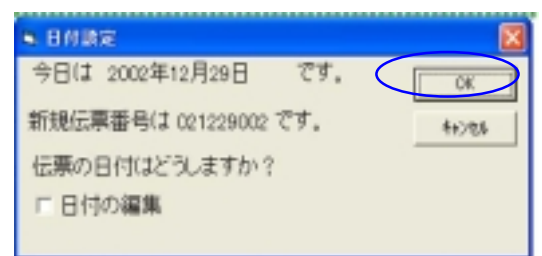 日付設定
今日は 2002年12月29日 です。
OK
新規伝票番号は 021229002 です。
ｷｬﾝｾﾙ
伝票の日付はどうしますか？
日付の編集